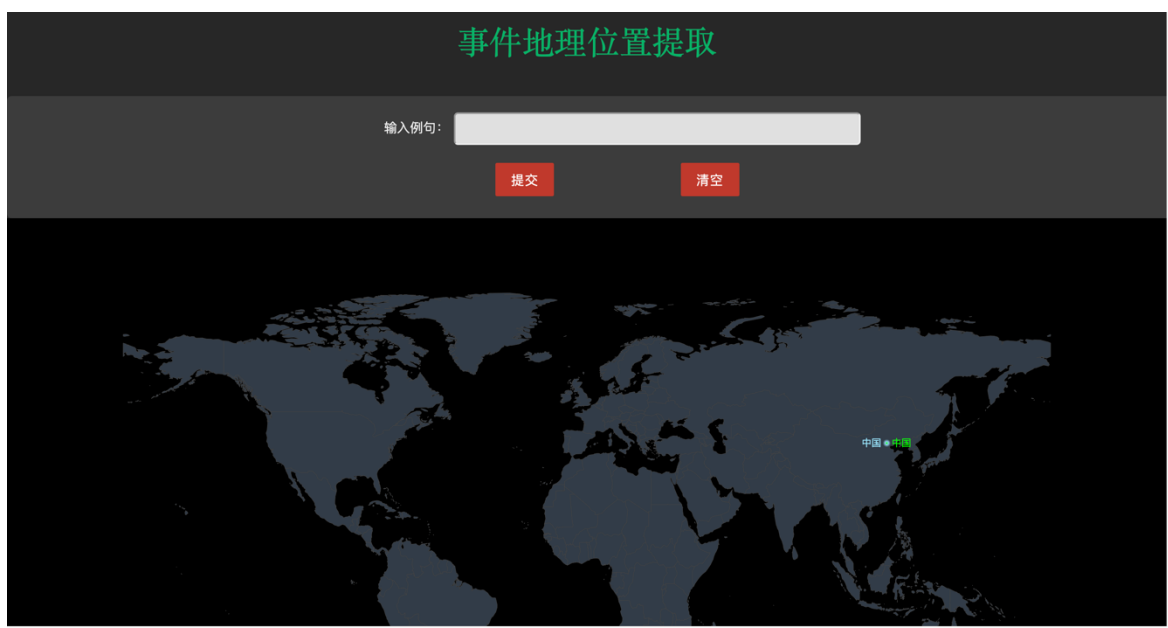 事件地理位置提取
输入例句：
提交 清空
中国 中国